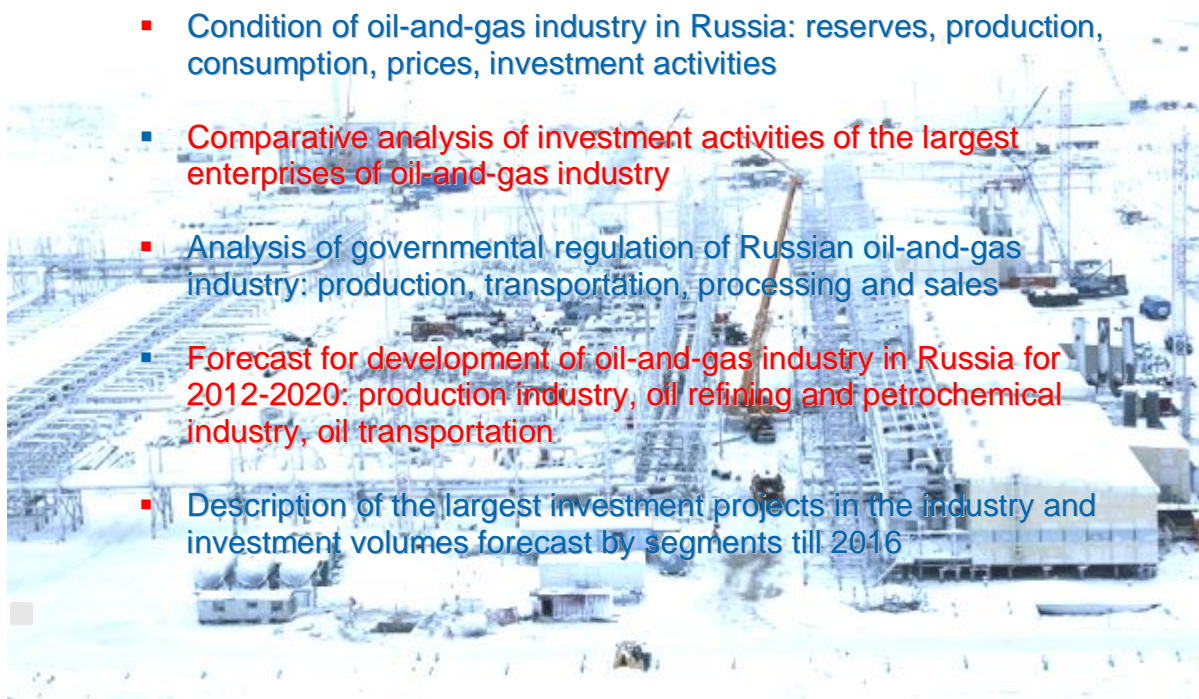 ▪ Condition of oil-and-gas industry in Russia: reserves, production,
consumption, prices, investment activities
▪ Comparative analysis of investment activities of the largest
enterprises of oil-and-gas industry
▪ Analysis of governmental regulation of Russian oil-and-gas
industry: production, transportation, processing and sales
▪ Forecast for development of oil-and-gas industry in Russia for
2012-2020: production industry, oil refining and petrochemical
industry, oil transportation
▪ Description of the largest investment projects in the industry and
investment volumes forecast by segments till 2016